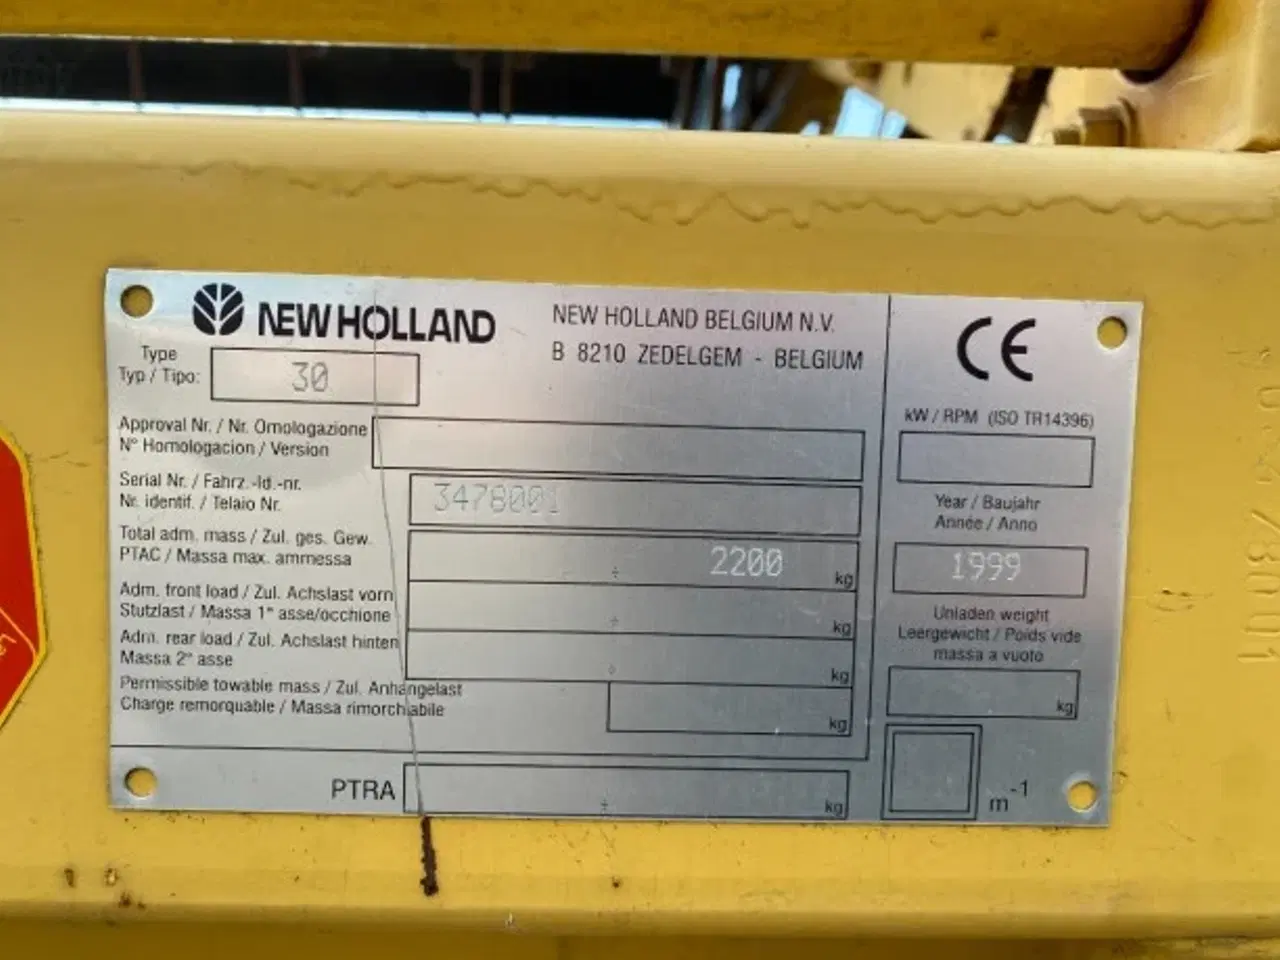 NEW HOLLAND
NEW HOLLAND BELGIUM N.V.
B 8210 ZEDELGEM - BELGIUM
CE
Type
Typ / Tipo:
30
Approval Nr. / Nr. Omologazione
N° Homologacion / Version
Serial Nr. / Fahrz.-Id.-nr.
Nr. identif. / Telaio Nr.
3478001
Total adm. mass / Zul. ges. Gew.
PTAC / Massa max. ammessa
÷ 2200 kg
Adm. front load / Zul. Achslast vorn
Stutzlast / Massa 1° asse/occhione
÷ kg
Adm. rear load / Zul. Achslast hinten
Massa 2° asse
÷ kg
Permissible towable mass / Zul. Anhangelast
Charge remorquable / Massa rimorchiabile
kg
PTRA
÷ kg
kW / RPM (ISO TR14396)
Year / Baujahr
Année / Anno
1999
Unladen weight
Leergewicht / Poids vide
massa a vuoto
kg
m-1